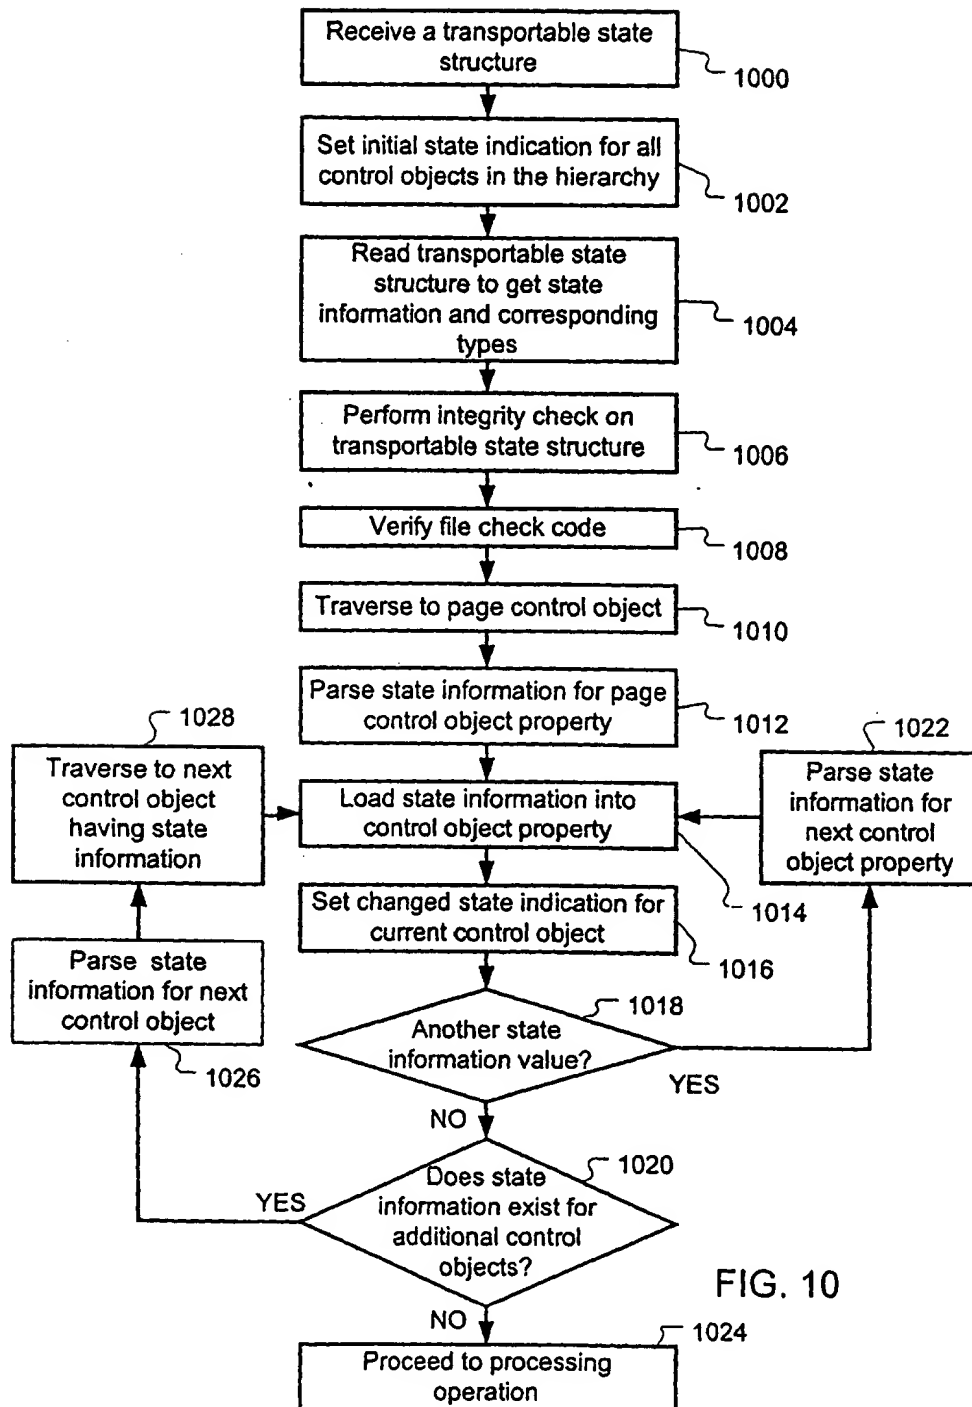 Receive a transportable state
structure
1000
Set initial state indication for all
control objects in the hierarchy
1002
Read transportable state
structure to get state
information and corresponding
types
1004
Perform integrity check on
transportable state structure
1006
Verify file check code
1008
Traverse to page control object
1010
Parse state information for page
control object property
1012
1028
Traverse to next
control object
having state
information
Load state information into
control object property
1014
1022
Parse state
information for
next control
object property
Set changed state indication for
current control object
1016
Parse state
information for next
control object
1026
Another state
information value?
1018
YES
NO
Does state
information exist for
additional control
objects?
1020
YES
NO
FIG. 10
Proceed to processing
operation
1024